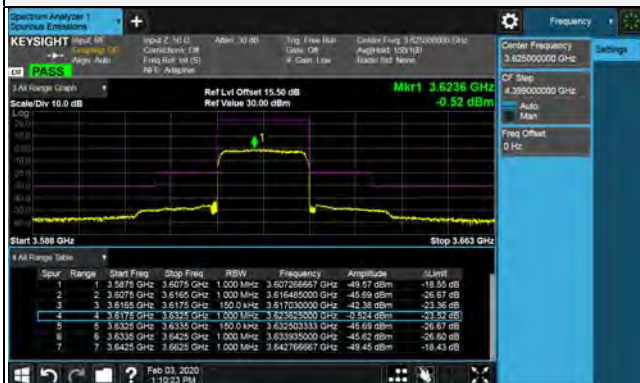 Spectrum Analyzer 1
Spurious Emissions
Frequency
KEYSIGHT
Input: RF
Coupling: DC
Align: Auto
Input Z: 50 Ω
Corrections: Off
Freq Ref: Int (S)
NFE: Adaptive
Atten: 30 dB
Trig: Free Run
Gate: Off
IF Gain: Low
Center Freq: 3.625000000 GHz
Avg|Hold: 100/100
Radio Std: None
PASS
Center Frequency
3.625000000 GHz
Settings
CF Step
4.399000000 GHz
Auto
Man
Freq Offset
0 Hz
3 All Range Graph
Scale/Div 10.0 dB
Ref Lvl Offset 15.50 dB
Ref Value 30.00 dBm
Mkr1 3.6236 GHz
-0.52 dBm
Log
1
Start 3.588 GHz
Stop 3.663 GHz
All Range Table
Spur Range Start Freq Stop Freq RBW Frequency Amplitude ΔLimit
1 1 3.5875 GHz 3.6075 GHz 1.000 MHz 3.607266667 GHz -49.57 dBm -18.55 dB
2 2 3.6075 GHz 3.6165 GHz 1.000 MHz 3.616485000 GHz -45.69 dBm -26.67 dB
3 3 3.6165 GHz 3.6175 GHz 150.0 kHz 3.617030000 GHz -42.38 dBm -23.36 dB
4 4 3.6175 GHz 3.6325 GHz 1.000 MHz 3.623625000 GHz -0.524 dBm -23.52 dB
5 5 3.6325 GHz 3.6335 GHz 150.0 kHz 3.632503333 GHz -45.69 dBm -26.67 dB
6 6 3.6335 GHz 3.6425 GHz 1.000 MHz 3.633935000 GHz -45.62 dBm -26.60 dB
7 7 3.6425 GHz 3.6625 GHz 1.000 MHz 3.642766667 GHz -49.46 dBm -18.43 dB
Feb 03, 2020
1:10:23 PM